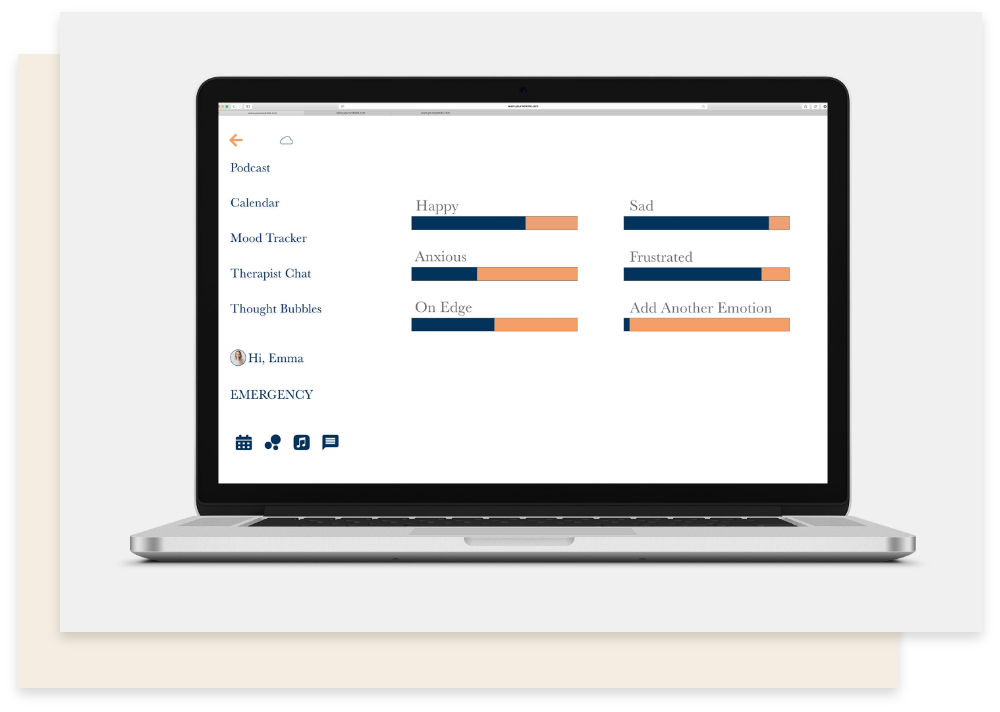 Podcast
Calendar
Mood Tracker
Therapist Chat
Thought Bubbles
Hi, Emma
EMERGENCY
Happy
Sad
Anxious
Frustrated
On Edge
Add Another Emotion